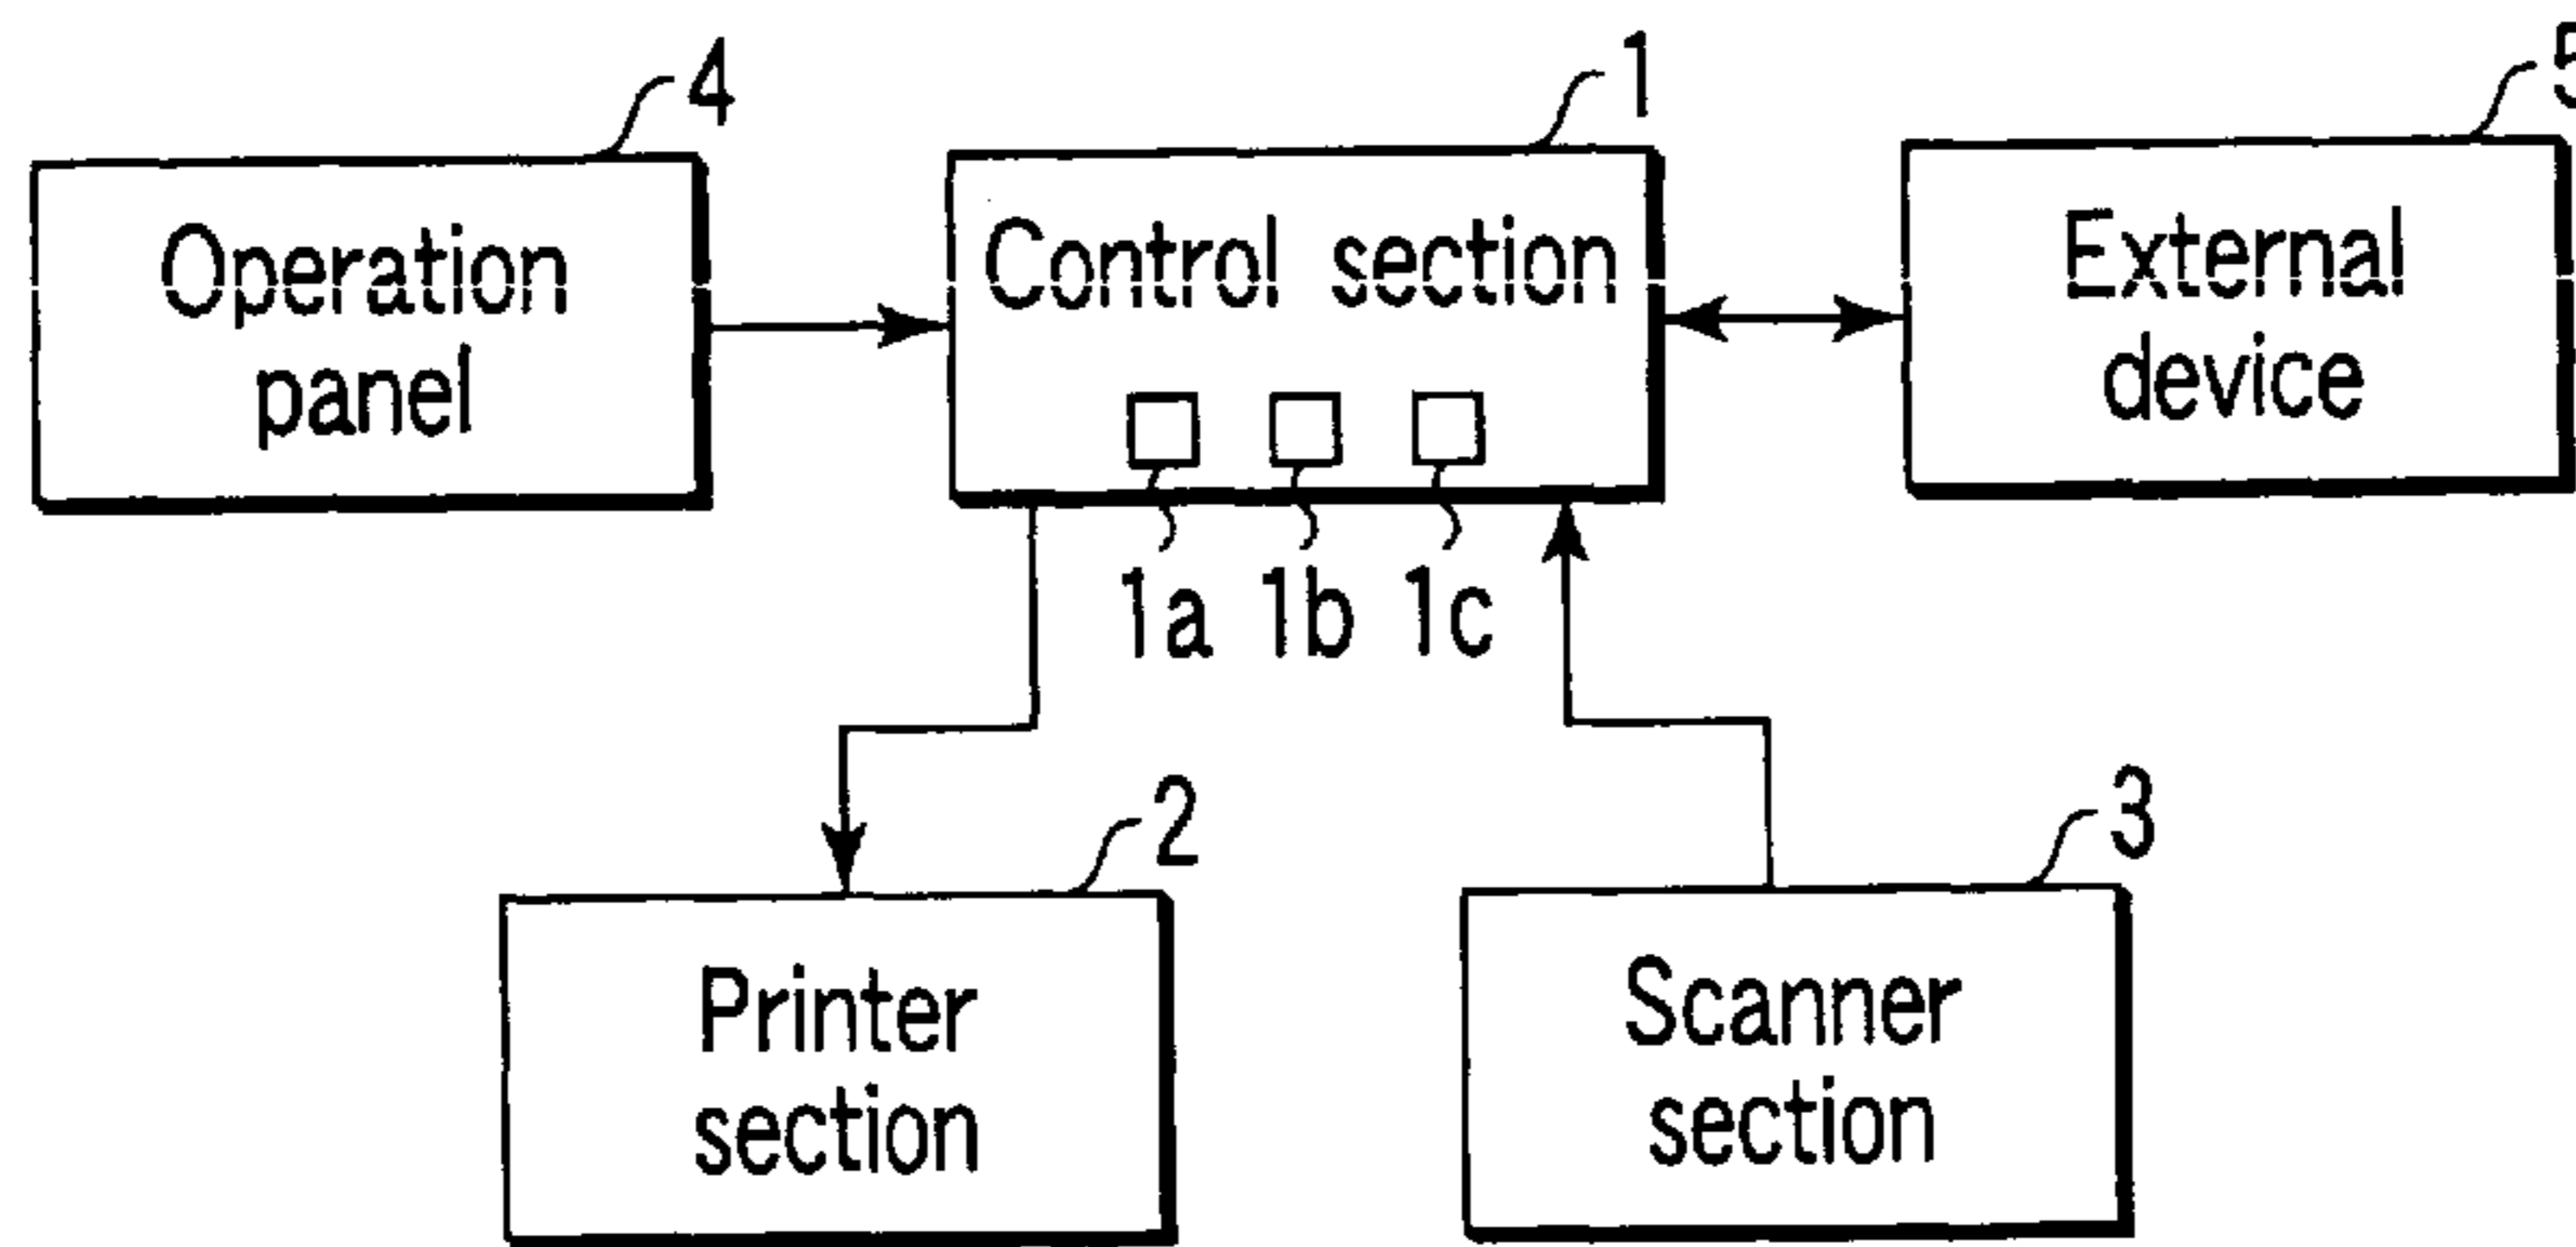 4
1
5
Operation
panel
Control section
External
device
1a 1b 1c
2
3
Printer
section
Scanner
section